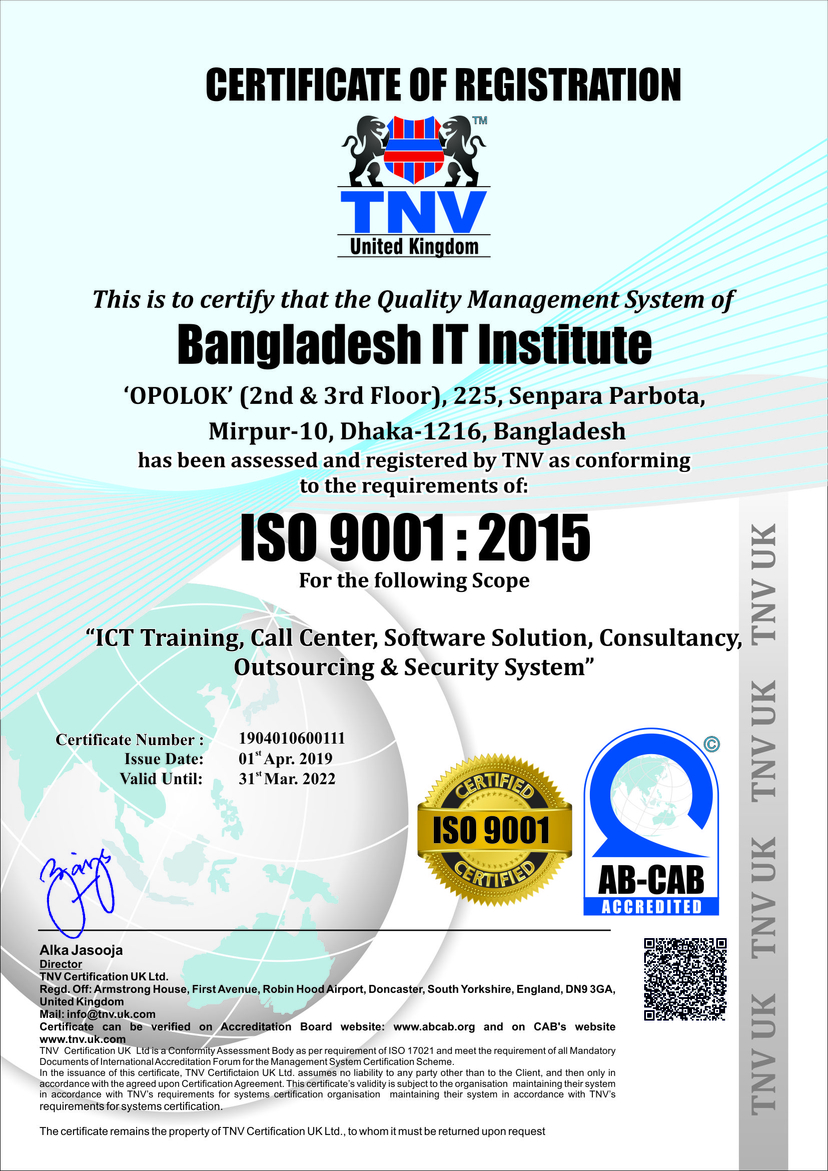 CERTIFICATE OF REGISTRATION
TM
TNV
United Kingdom
This is to certify that the Quality Management System of
Bangladesh IT Institute
‘OPOLOK’ (2nd & 3rd Floor), 225, Senpara Parbota,
Mirpur-10, Dhaka-1216, Bangladesh
has been assessed and registered by TNV as conforming
to the requirements of:
ISO 9001 : 2015
For the following Scope
“ICT Training, Call Center, Software Solution, Consultancy,
Outsourcing & Security System”
Certificate Number : 1904010600111
Issue Date: 01st Apr. 2019
Valid Until: 31st Mar. 2022
CERTIFIED
ISO 9001
CERTIFIED
©
AB-CAB
ACCREDITED
TNV UK
TNV UK
TNV UK
TNV UK
Alka Jasooja
Director
TNV Certification UK Ltd.
Regd. Off: Armstrong House, First Avenue, Robin Hood Airport, Doncaster, South Yorkshire, England, DN9 3GA,
United Kingdom
Mail: info@tnv.uk.com
Certificate can be verified on Accreditation Board website: www.abcab.org and on CAB's website
www.tnv.uk.com
TNV Certification UK Ltd is a Conformity Assessment Body as per requirement of ISO 17021 and meet the requirement of all Mandatory
Documents of International Accreditation Forum for the Management System Certification Scheme.
In the issuance of this certificate, TNV Certifictaion UK Ltd. assumes no liability to any party other than to the Client, and then only in
accordance with the agreed upon Certification Agreement. This certificate’s validity is subject to the organisation maintaining their system
in accordance with TNV’s requirements for systems certification organisation maintaining their system in accordance with TNV’s
requirements for systems certification.
The certificate remains the property of TNV Certification UK Ltd., to whom it must be returned upon request